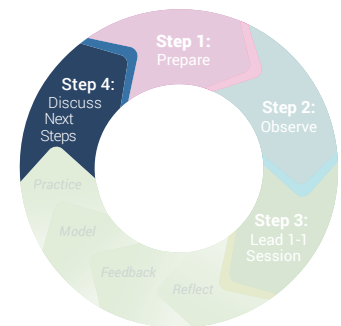 Step 1:
Prepare
Step 2:
Observe
Step 3:
Lead 1-1
Session
Reflect
Feedback
Model
Practice
Step 4:
Discuss
Next
Steps